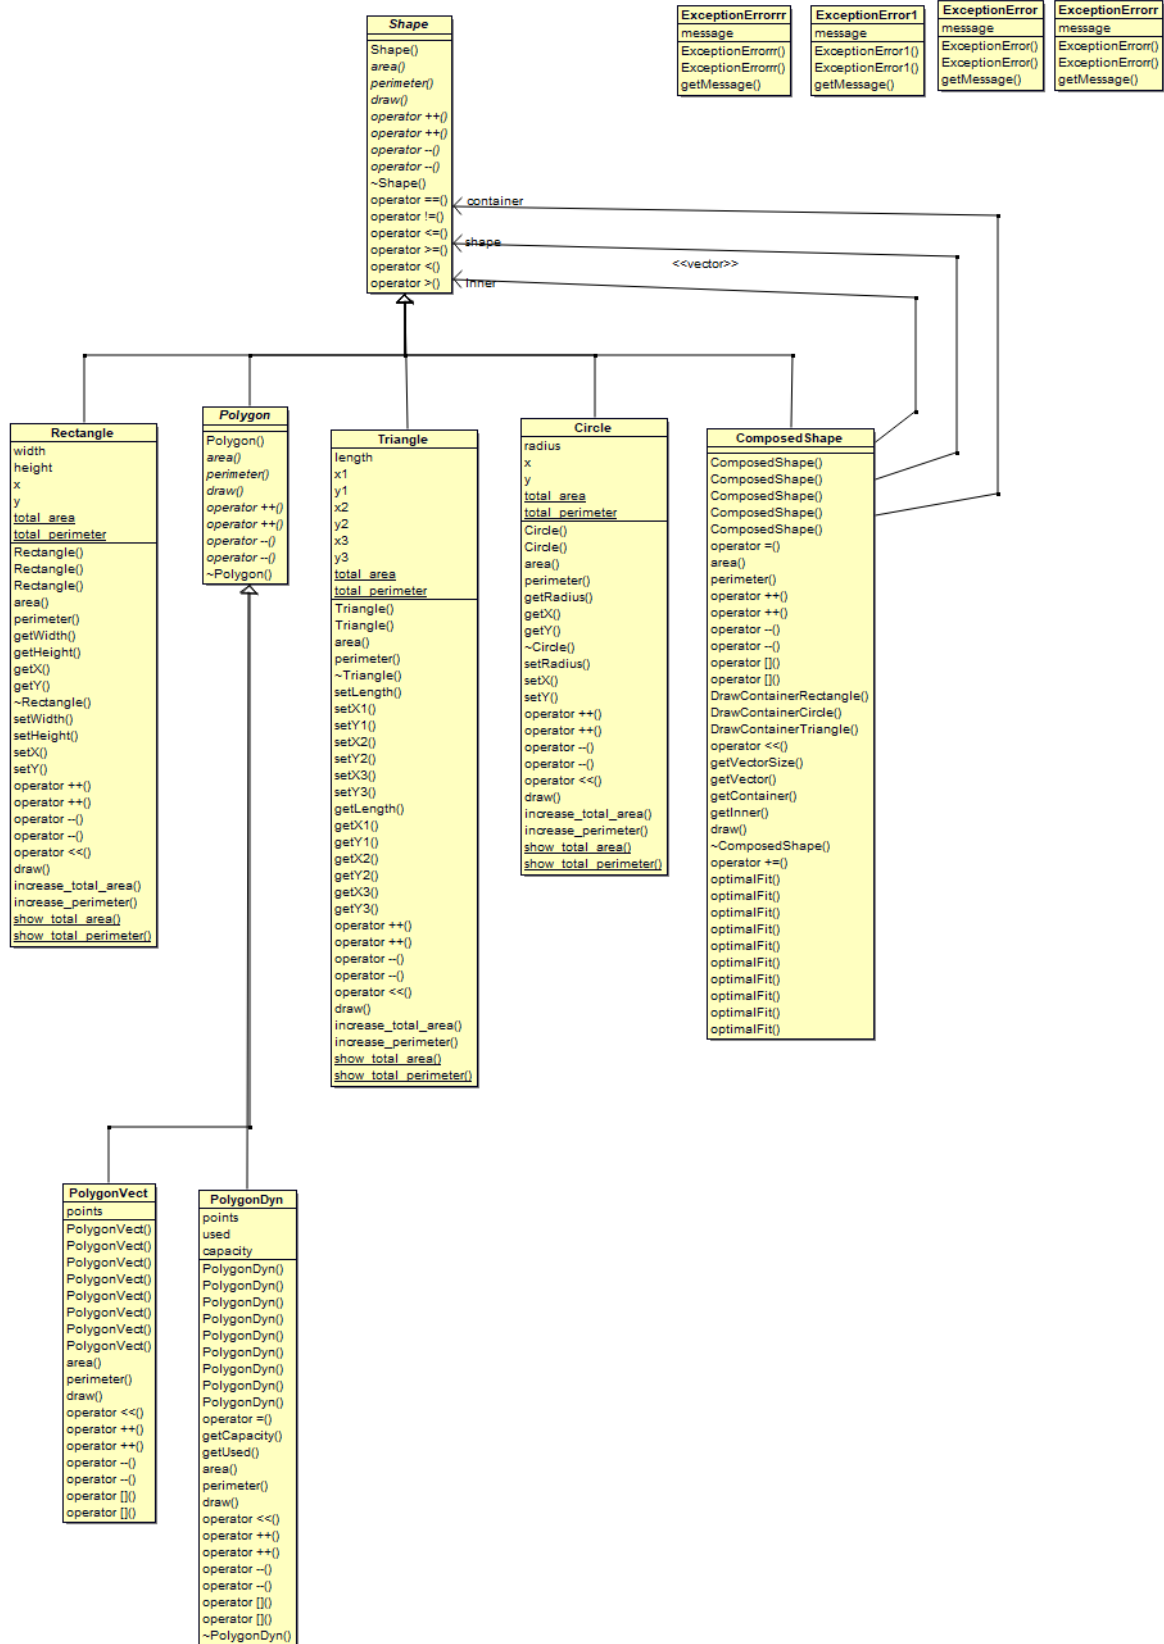 Shape
Shape()
area()
perimeter()
draw()
operator ++()
operator ++()
operator --()
operator --()
~Shape()
operator ==()
operator !=()
operator <=()
operator >=()
operator <()
operator >()
ExceptionErrorrr
message
ExceptionErrorrr()
ExceptionErrorrr()
getMessage()
ExceptionError1
message
ExceptionError1()
ExceptionError1()
getMessage()
ExceptionError
message
ExceptionError()
ExceptionError()
getMessage()
ExceptionErrorr
message
ExceptionErrorr()
ExceptionErrorr()
getMessage()
container
shape
<<vector>>
inner
Rectangle
width
height
x
y
total_area
total_perimeter
Rectangle()
Rectangle()
Rectangle()
area()
perimeter()
getWidth()
getHeight()
getX()
getY()
~Rectangle()
setWidth()
setHeight()
setX()
setY()
operator ++()
operator ++()
operator --()
operator --()
operator <<()
draw()
increase_total_area()
increase_perimeter()
show_total_area()
show_total_perimeter()
Polygon
Polygon()
area()
perimeter()
draw()
operator ++()
operator ++()
operator --()
operator --()
~Polygon()
Triangle
length
x1
y1
x2
y2
x3
y3
total_area
total_perimeter
Triangle()
Triangle()
area()
perimeter()
~Triangle()
setLength()
setX1()
setY1()
setX2()
setY2()
setX3()
setY3()
getLength()
getX1()
getY1()
getX2()
getY2()
getX3()
getY3()
operator ++()
operator ++()
operator --()
operator --()
operator <<()
draw()
increase_total_area()
increase_perimeter()
show_total_area()
show_total_perimeter()
Circle
radius
x
y
total_area
total_perimeter
Circle()
Circle()
area()
perimeter()
getRadius()
getX()
getY()
~Circle()
setRadius()
setX()
setY()
operator ++()
operator ++()
operator --()
operator --()
operator <<()
draw()
increase_total_area()
increase_perimeter()
show_total_area()
show_total_perimeter()
ComposedShape
ComposedShape()
ComposedShape()
ComposedShape()
ComposedShape()
ComposedShape()
operator =()
area()
perimeter()
operator ++()
operator ++()
operator --()
operator --()
operator []()
operator []()
DrawContainerRectangle()
DrawContainerCircle()
DrawContainerTriangle()
operator <<()
getVectorSize()
getVector()
getContainer()
getInner()
draw()
~ComposedShape()
operator +=()
optimalFit()
optimalFit()
optimalFit()
optimalFit()
optimalFit()
optimalFit()
optimalFit()
optimalFit()
optimalFit()
optimalFit()
PolygonVect
points
PolygonVect()
PolygonVect()
PolygonVect()
PolygonVect()
PolygonVect()
PolygonVect()
PolygonVect()
PolygonVect()
area()
perimeter()
draw()
operator <<()
operator ++()
operator ++()
operator --()
operator --()
operator []()
operator []()
PolygonDyn
points
used
capacity
PolygonDyn()
PolygonDyn()
PolygonDyn()
PolygonDyn()
PolygonDyn()
PolygonDyn()
PolygonDyn()
PolygonDyn()
PolygonDyn()
operator =()
getCapacity()
getUsed()
area()
perimeter()
draw()
operator <<()
operator ++()
operator ++()
operator --()
operator --()
operator []()
operator []()
~PolygonDyn()